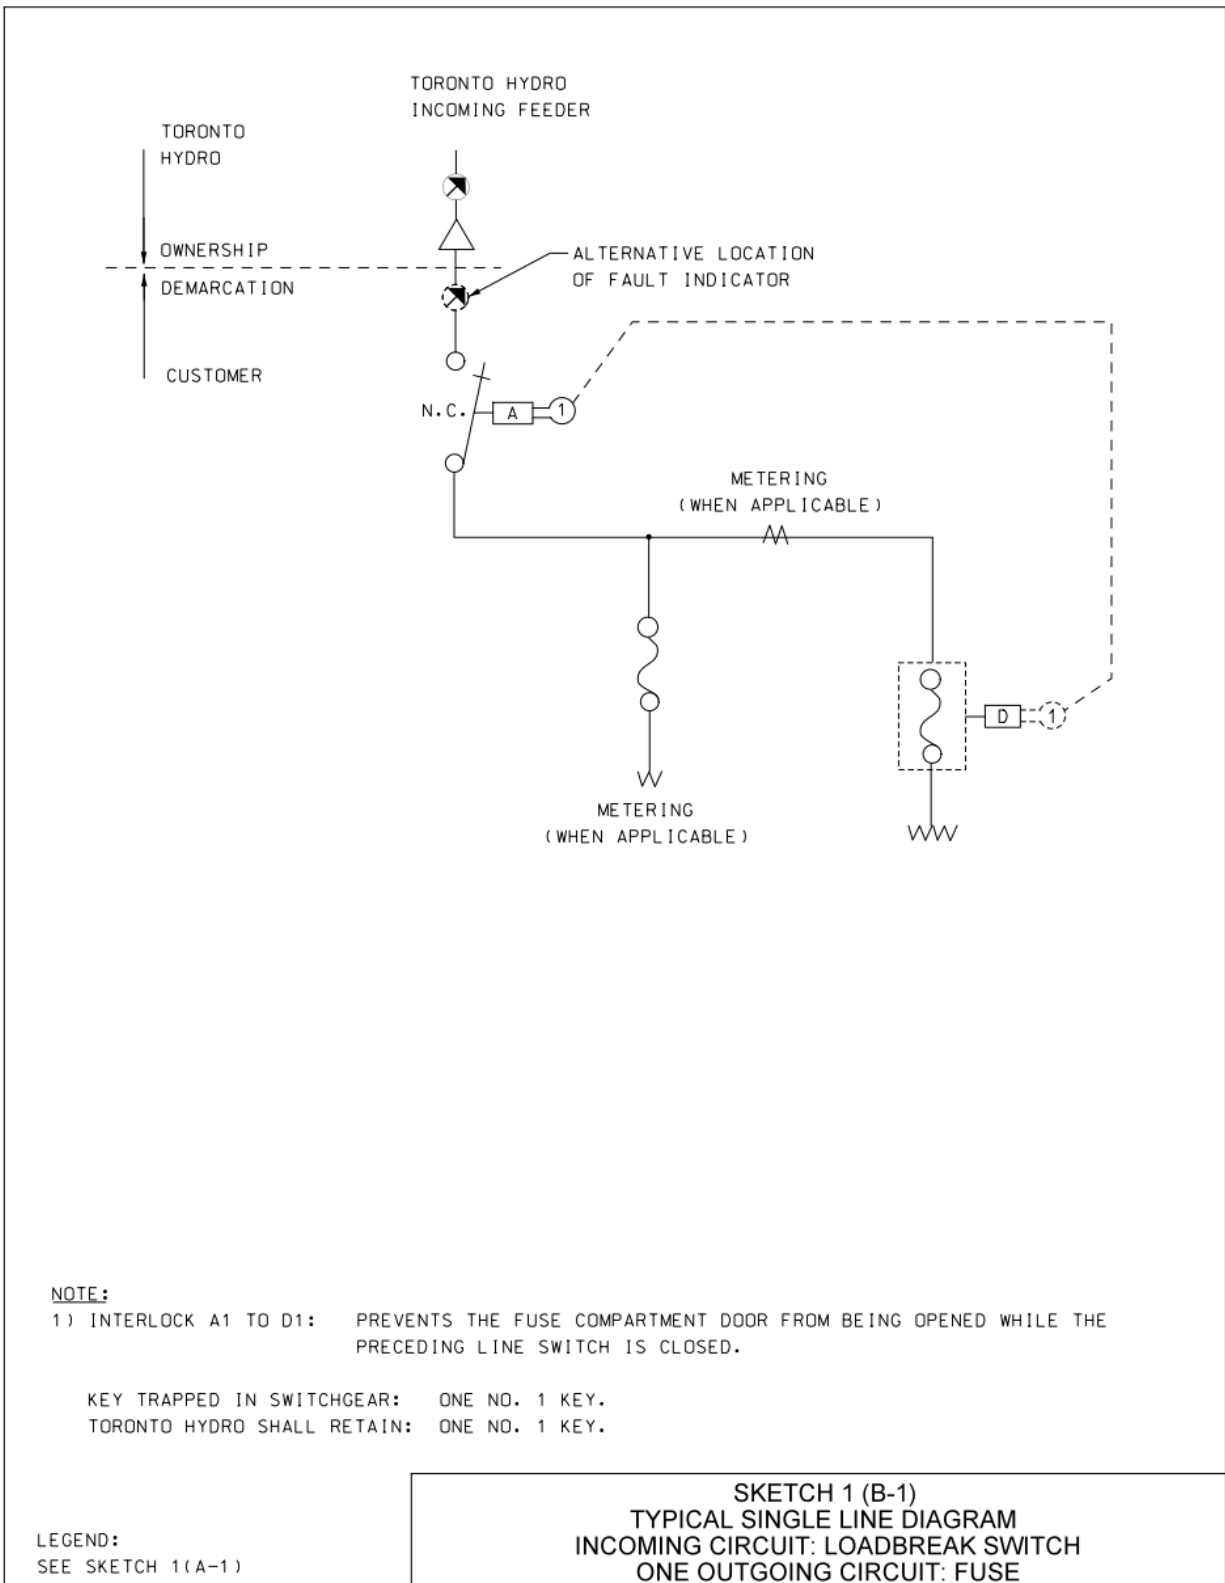 TORONTO HYDRO
INCOMING FEEDER
TORONTO
HYDRO
OWNERSHIP
DEMARCATION
CUSTOMER
ALTERNATIVE LOCATION
OF FAULT INDICATOR
N.C.
A
1
METERING
(WHEN APPLICABLE)
D
1
METERING
(WHEN APPLICABLE)
NOTE:
1) INTERLOCK A1 TO D1: PREVENTS THE FUSE COMPARTMENT DOOR FROM BEING OPENED WHILE THE
PRECEDING LINE SWITCH IS CLOSED.
KEY TRAPPED IN SWITCHGEAR: ONE NO. 1 KEY.
TORONTO HYDRO SHALL RETAIN: ONE NO. 1 KEY.
LEGEND:
SEE SKETCH 1(A-1)
SKETCH 1 (B-1)
TYPICAL SINGLE LINE DIAGRAM
INCOMING CIRCUIT: LOADBREAK SWITCH
ONE OUTGOING CIRCUIT: FUSE